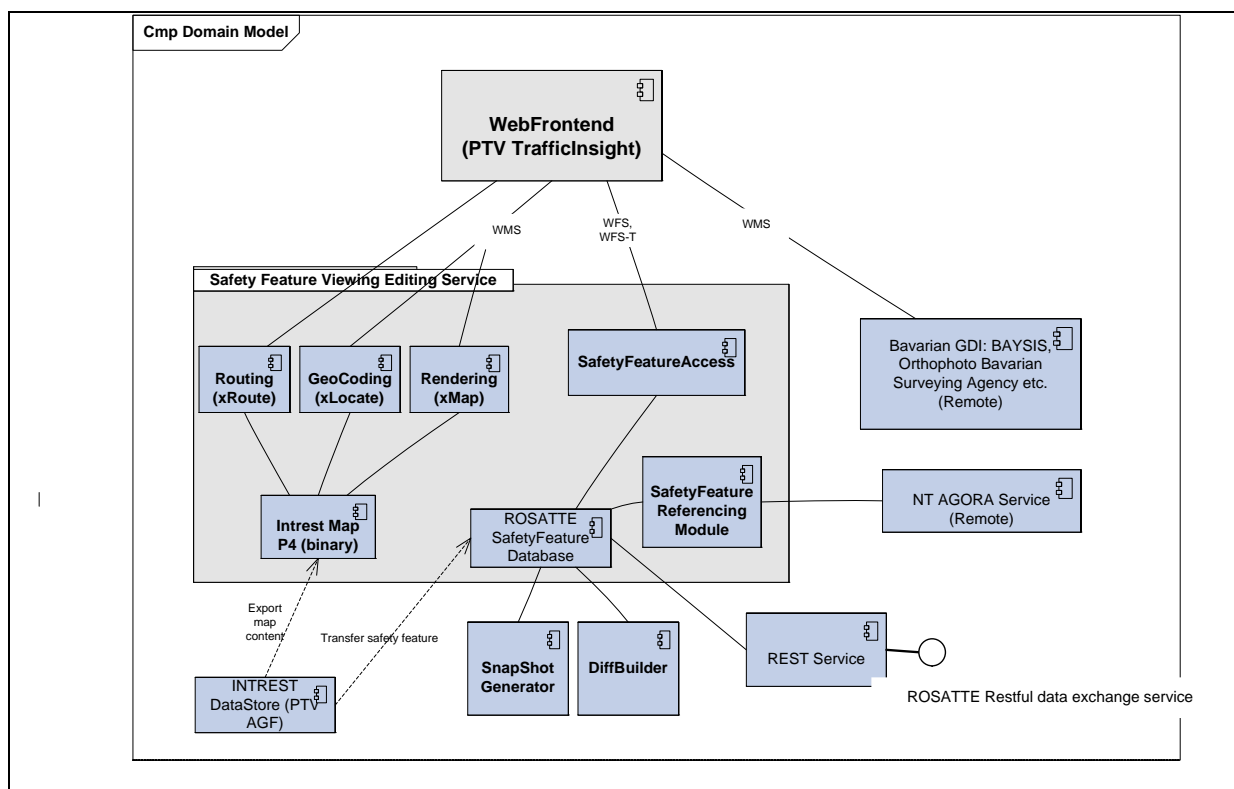 Cmp Domain Model
WebFrontend
(PTV TrafficInsight)
WMS
WFS,
WFS-T
WMS
Safety Feature Viewing Editing Service
Routing
(xRoute)
GeoCoding
(xLocate)
Rendering
(xMap)
SafetyFeatureAccess
Bavarian GDI: BAYSIS,
Orthophoto Bavarian
Surveying Agency etc.
(Remote)
Intrest Map
P4 (binary)
ROSATTE
SafetyFeature
Database
SafetyFeature
Referencing
Module
NT AGORA Service
(Remote)
Export
map
content
Transfer safety feature
INTREST
DataStore (PTV
AGF)
SnapShot
Generator
DiffBuilder
REST Service
ROSATTE Restful data exchange service